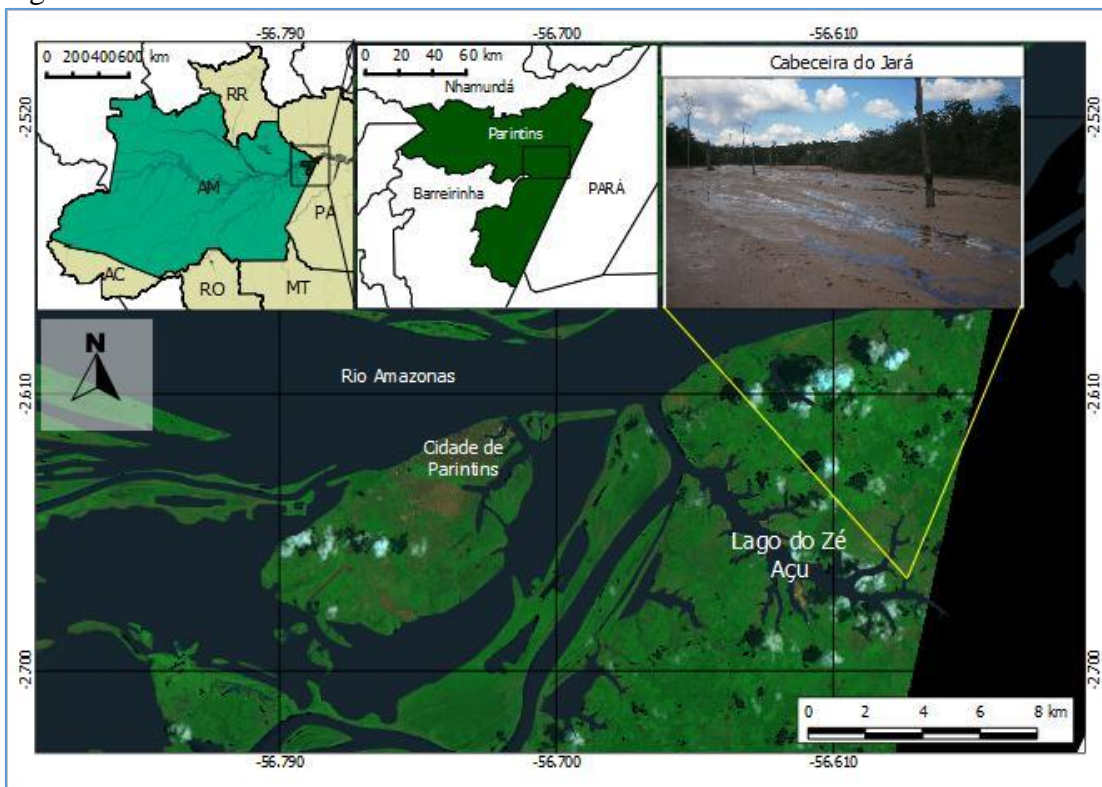 -56.790
-56.700
-56.610
0 200400600 km
RR
AM
PA
AC
RO
MT
0 20 40 60 km
Nhamundá
Parintins
Barreirinha
PARÁ
Cabeceira do Jará
-2.520
-2.520
N
Rio Amazonas
-2.610
-2.610
Cidade de
Parintins
Lago do Zé
Açu
-2.700
-2.700
0 2 4 6 8 km
-56.790
-56.700
-56.610